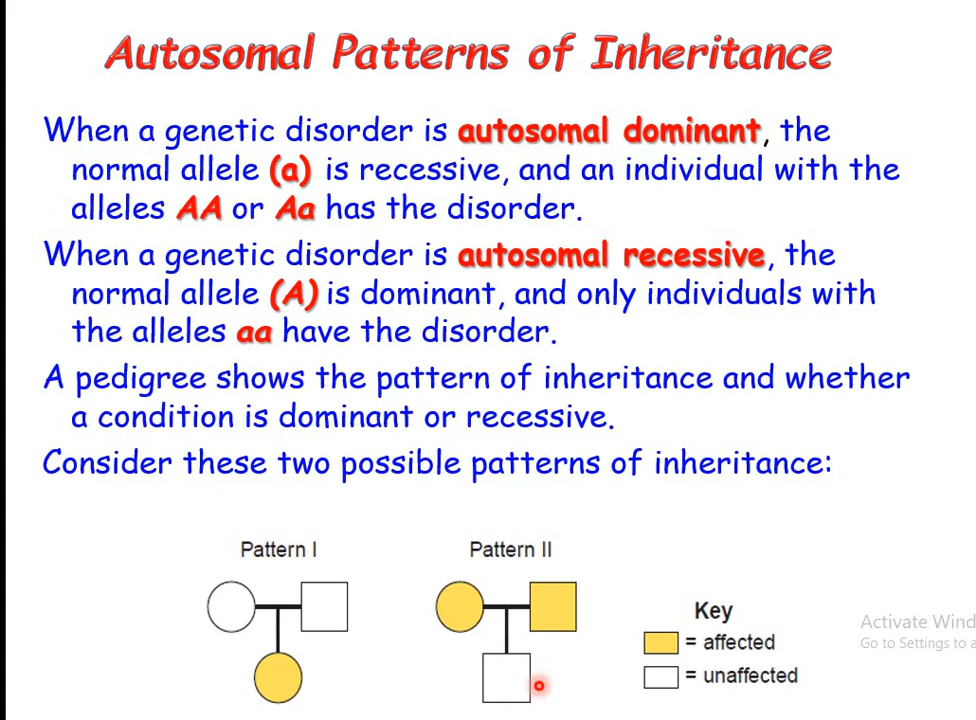 Autosomal Patterns of Inheritance
When a genetic disorder is autosomal dominant, the
normal allele (a) is recessive, and an individual with the
alleles AA or Aa has the disorder.
When a genetic disorder is autosomal recessive, the
normal allele (A) is dominant, and only individuals with
the alleles aa have the disorder.
A pedigree shows the pattern of inheritance and whether
a condition is dominant or recessive.
Consider these two possible patterns of inheritance:
Pattern I
Pattern II
Key
= affected
= unaffected
Activate Wind
Go to Settings to a